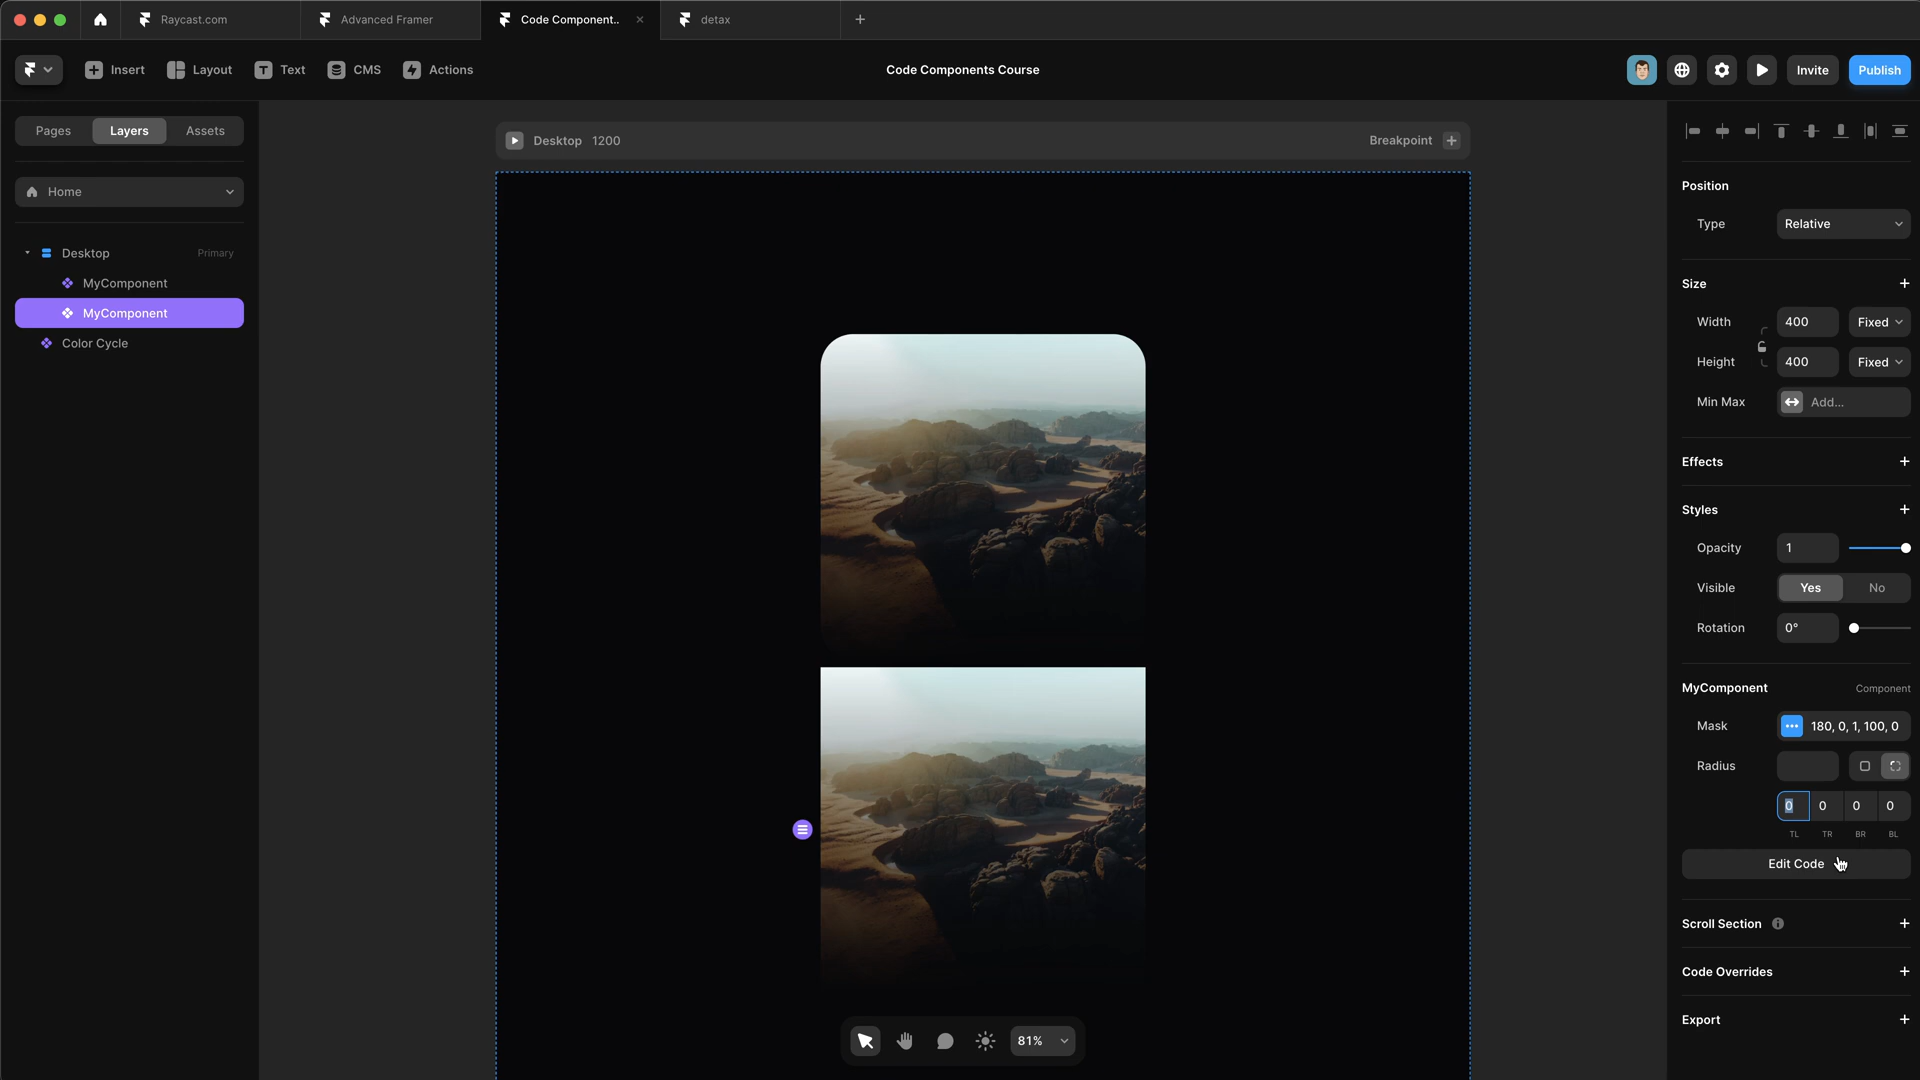 Raycast.com
Advanced Framer
Code Component..
detax
Insert
Layout
Text
CMS
Actions
Code Components Course
Invite
Publish
Pages
Layers
Assets
Home
Desktop
Primary
MyComponent
MyComponent
Color Cycle
Desktop 1200
Breakpoint
81%
Position
Type
Relative
Size
Width
400
Fixed
Height
400
Fixed
Min Max
Add...
Effects
Styles
Opacity
1
Visible
Yes
No
Rotation
0°
MyComponent
Component
Mask
180, 0, 1, 100, 0
Radius
0
0
0
0
TL
TR
BR
BL
Edit Code
Scroll Section
Code Overrides
Export